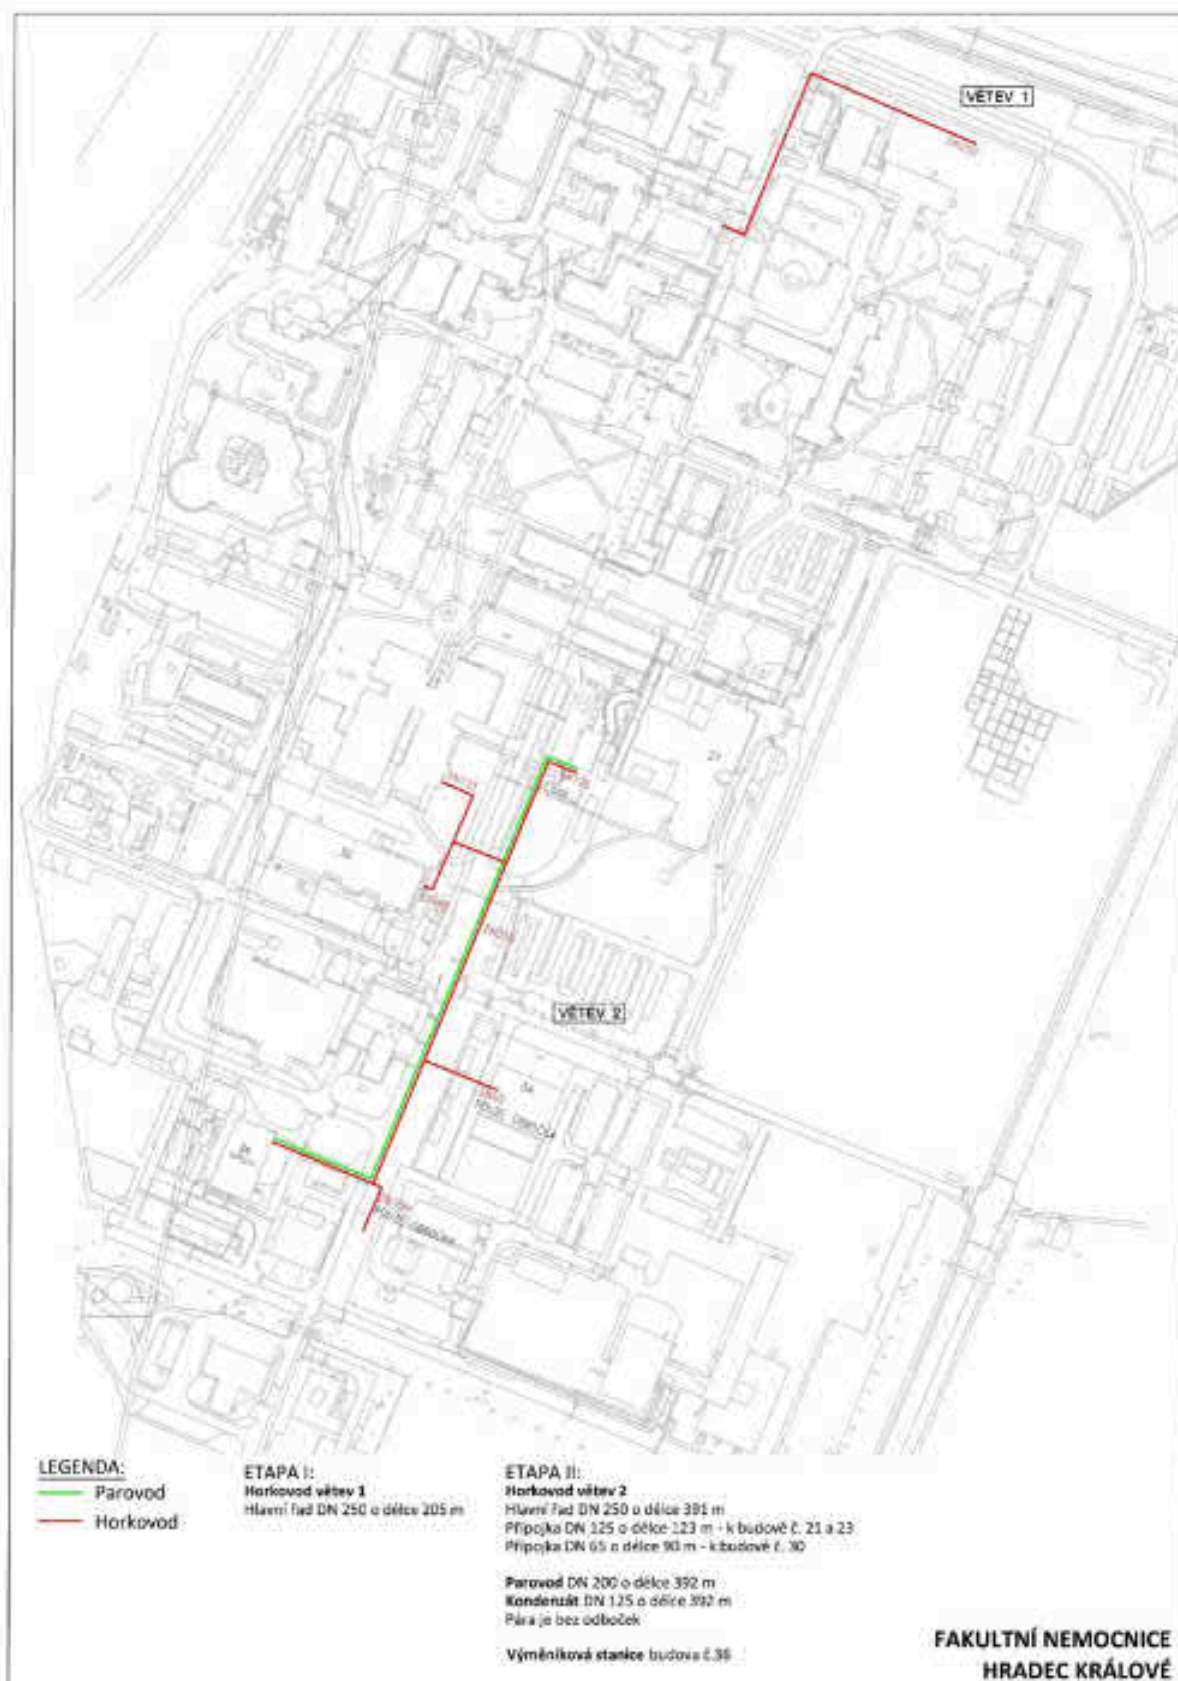 VĚTEV 1
21
VĚTEV 2
LEGENDA:
Parovod
Horkovod
ETAPA I:
Horkovod větev 1
Hlavní řad DN 250 o délce 205 m
ETAPA II:
Horkovod větev 2
Hlavní řad DN 250 o délce 391 m
Přípojka DN 125 o délce 123 m - k budově č. 21 a 23
Přípojka DN 65 o délce 90 m - k budově č. 30
Parovod DN 200 o délce 392 m
Kondenzát DN 125 o délce 392 m
Pára je bez odboček
Výměníková stanice budova č.38
FAKULTNÍ NEMOCNICE
HRADEC KRÁLOVÉ